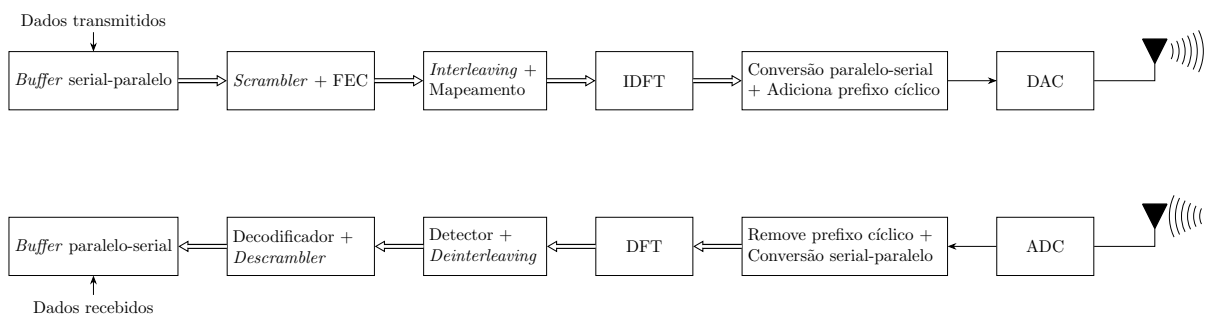 Dados transmitidos
Buffer serial-paralelo
Scrambler + FEC
Interleaving +
Mapeamento
IDFT
Conversão paralelo-serial
+ Adiciona prefixo cíclico
DAC
Buffer paralelo-serial
Decodificador +
Descrambler
Detector +
Deinterleaving
DFT
Remove prefixo cíclico +
Conversão serial-paralelo
ADC
Dados recebidos